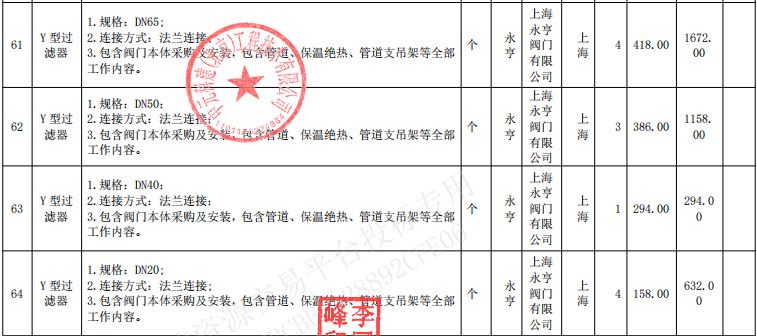 61
Y 型过
滤器
1.规格：DN65;
2.连接方式：法兰连接;
3.包含阀门本体采购及安装，包含管道、保温绝热、管道支吊架等全部
工作内容。
个
永
亨
上海
永亨
阀门
有限
公司
上
海
4
418.00
1672.
00
62
Y 型过
滤器
1.规格：DN50;
2.连接方式：法兰连接;
3.包含阀门本体采购及安装，包含管道、保温绝热、管道支吊架等全部
工作内容。
个
永
亨
上海
永亨
阀门
有限
公司
上
海
3
386.00
1158.
00
63
Y 型过
滤器
1.规格：DN40;
2.连接方式：法兰连接;
3.包含阀门本体采购及安装，包含管道、保温绝热、管道支吊架等全部
工作内容。
个
永
亨
上海
永亨
阀门
有限
公司
上
海
1
294.00
294.0
0
64
Y 型过
滤器
1.规格：DN20;
2.连接方式：法兰连接;
3.包含阀门本体采购及安装，包含管道、保温绝热、管道支吊架等全部
工作内容。
个
永
亨
上海
永亨
阀门
有限
公司
上
海
4
158.00
632.0
0
资源交易平台投标专用